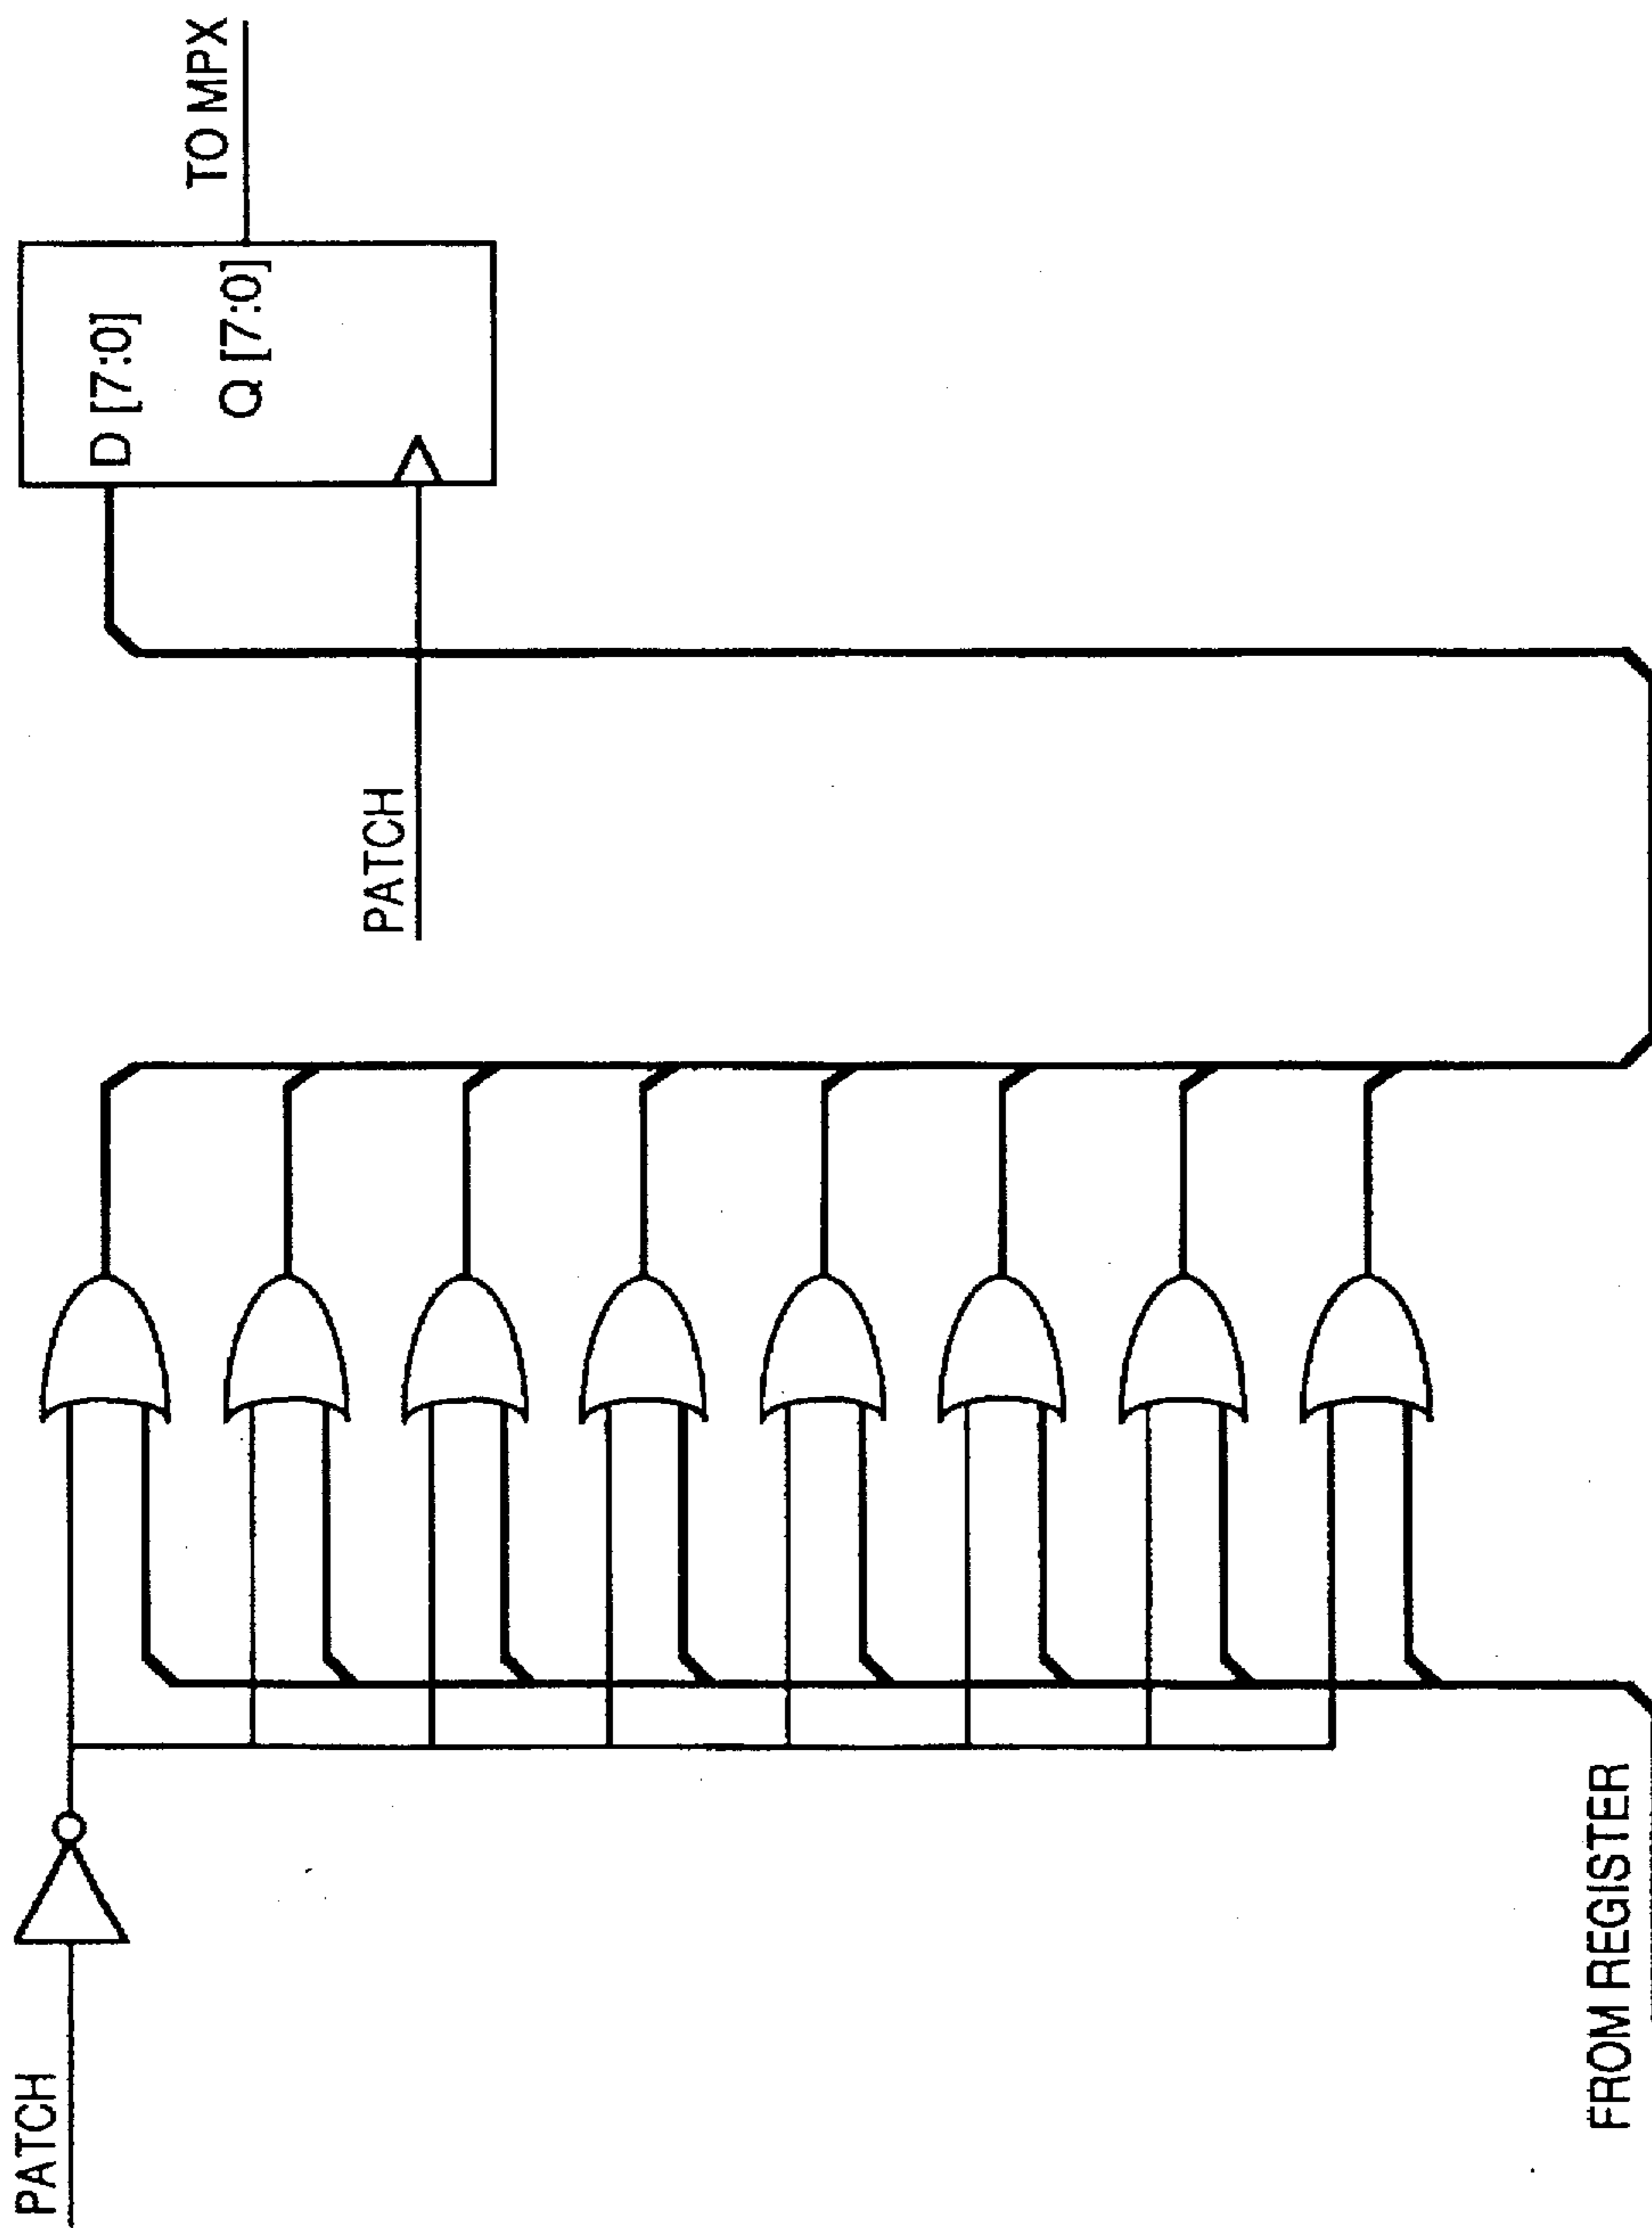 PATCH
FROM REGISTER
PATCH
D [7:0]
Q [7:0]
TO MPX